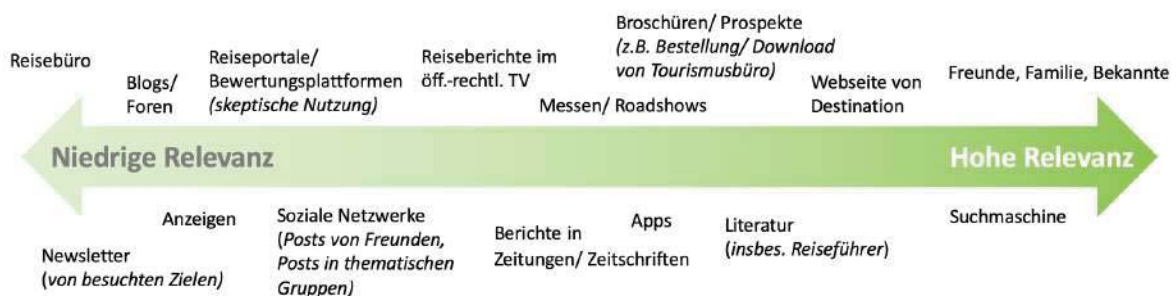 Reisebüro
Blogs/
Foren
Reiseportale/
Bewertungsplattformen
(skeptische Nutzung)
Reiseberichte im
öff.-rechtl. TV
Messen/ Roadshows
Broschüren/ Prospekte
(z.B. Bestellung/ Download
von Tourismusbüro)
Webseite von
Destination
Freunde, Familie, Bekannte
Niedrige Relevanz
Hohe Relevanz
Newsletter
(von besuchten Zielen)
Anzeigen
Soziale Netzwerke
(Posts von Freunden,
Posts in thematischen
Gruppen)
Berichte in
Zeitungen/ Zeitschriften
Apps
Literatur
(insbes. Reiseführer)
Suchmaschine